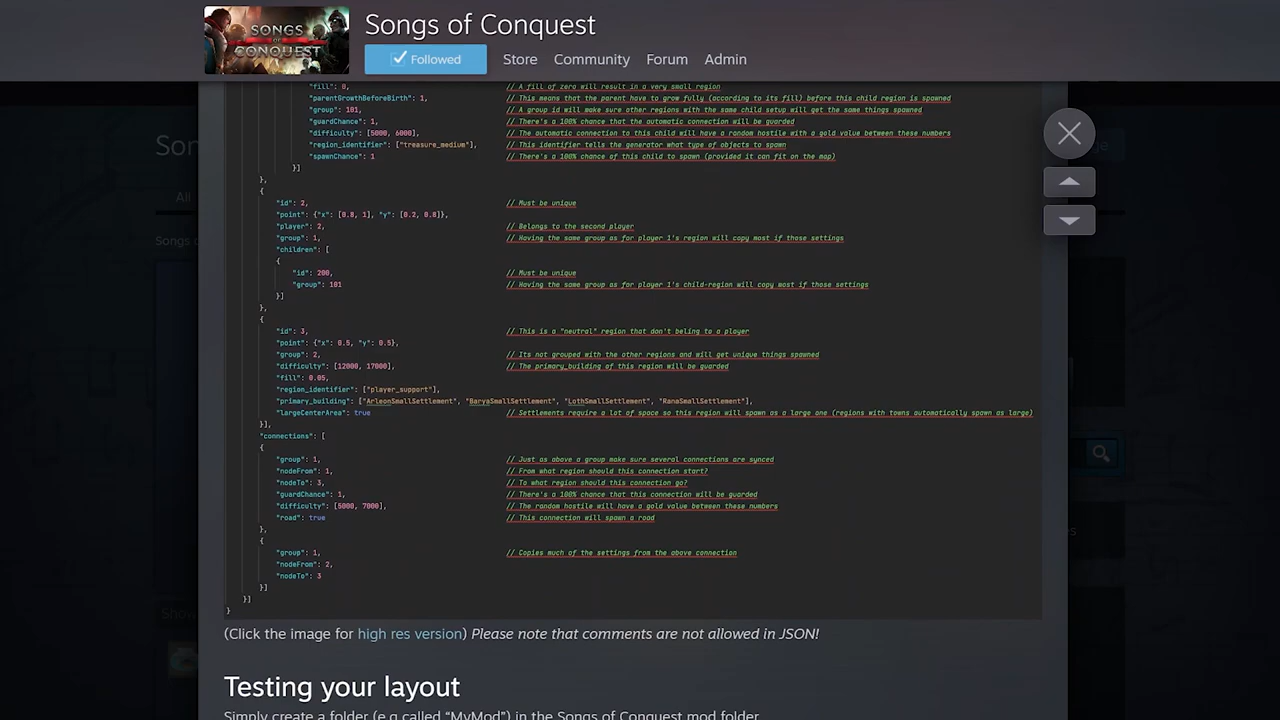 SONGS OF CONQUEST
Songs of Conquest
Followed
Store Community Forum Admin
"fill": 0, // A fill of zero will result in a very small region
"parentGrowthBeforeBirth": 1, // This means that the parent have to grow fully (according to its fill) before this child region is spawned
"group": 101, // A group id will make sure other regions with the same child setup will get the same things spawned
"guardChance": 1, // There's a 100% chance that the automatic connection will be guarded
"difficulty": [5000, 6000], // The automatic connection to this child will have a random hostile with a gold value between these numbers
"region_identifier": ["treasure_medium"], // This identifier tells the generator what type of objects to spawn
"spawnChance": 1 // There's a 100% chance of this child to spawn (provided it can fit on the map)
}]
},
{
"id": 2, // Must be unique
"point": {"x": [0.8, 1], "y": [0.2, 0.8]},
"player": 2, // Belongs to the second player
"group": 1, // Having the same group as for player 1's region will copy most if those settings
"children": [
{
"id": 200, // Must be unique
"group": 101 // Having the same group as for player 1's child-region will copy most if those settings
}]
},
{
"id": 3, // This is a "neutral" region that don't beling to a player
"point": {"x": 0.5, "y": 0.5},
"group": 2, // Its not grouped with the other regions and will get unique things spawned
"difficulty": [12000, 17000], // The primary_building of this region will be guarded
"fill": 0.05,
"region_identifier": ["player_support"],
"primary_building": ["ArleonSmallSettlement", "BaryaSmallSettlement", "LothSmallSettlement", "RanaSmallSettlement"],
"largeCenterArea": true // Settlements require a lot of space so this region will spawn as a large one (regions with towns automatically spawn as large)
}],
"connections": [
{
"group": 1, // Just as above a group make sure several connections are synced
"nodeFrom": 1, // From what region should this connection start?
"nodeTo": 3, // To what region should this connection go?
"guardChance": 1, // There's a 100% chance that this connection will be guarded
"difficulty": [5000, 7000], // The random hostile will have a gold value between these numbers
"road": true // This connection will spawn a road
},
{
"group": 1, // Copies much of the settings from the above connection
"nodeFrom": 2,
"nodeTo": 3
}]
}]
}
(Click the image for high res version) Please note that comments are not allowed in JSON!
Testing your layout
Simply create a folder (e.g called "MyMod") in the Songs of Conquest mod folder
Son
All
Songs o
ge
es
Show